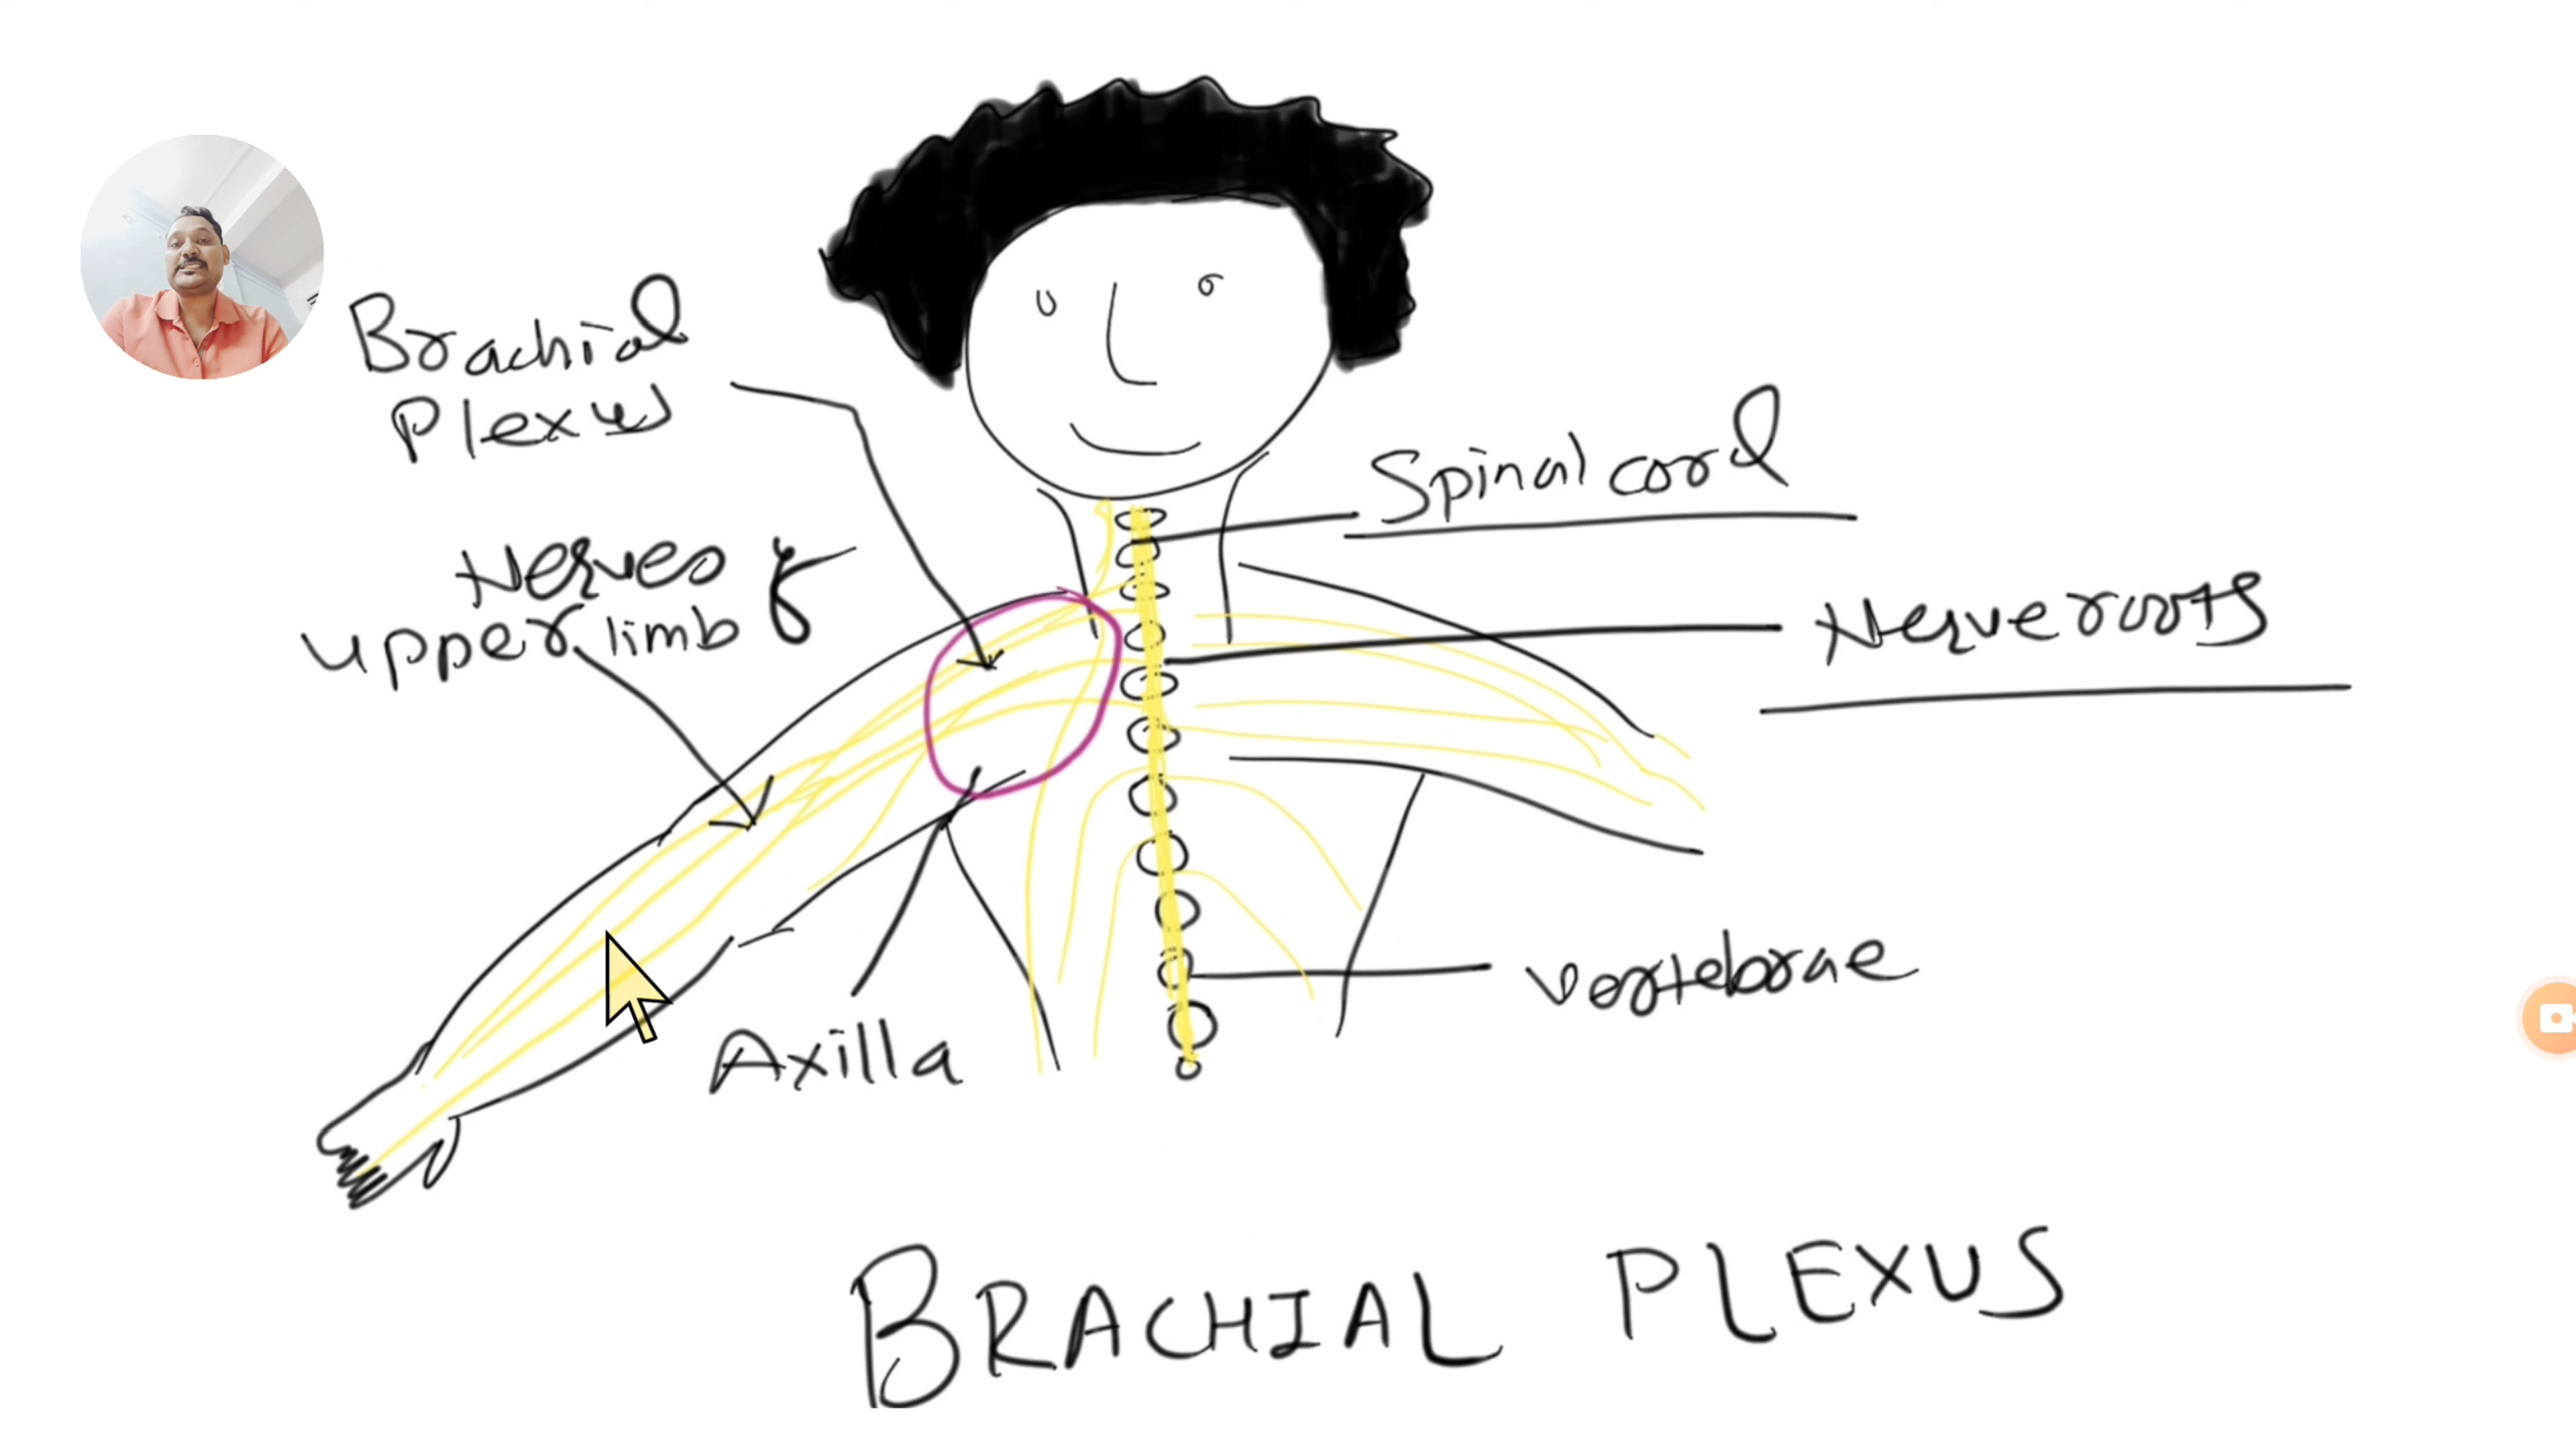 Brachial
Plexus
Spinal cord
Nerves of
upper limb
Nerve roots
Vertebrae
Axilla
BRACHIAL PLEXUS